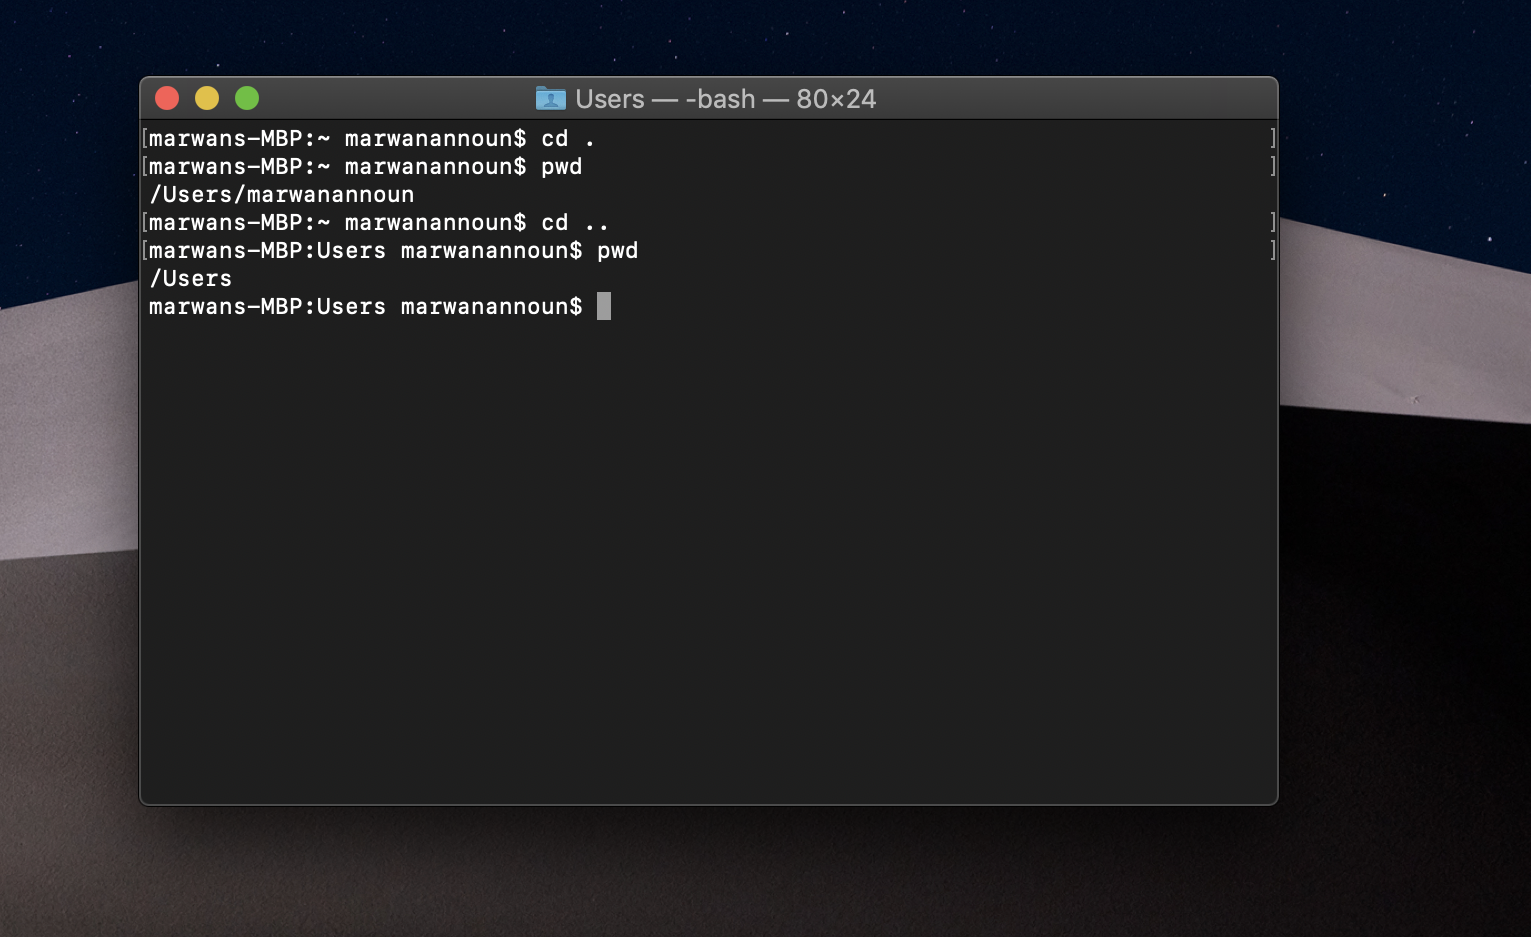 Users — -bash — 80×24
[marwans-MBP:~ marwanannoun$ cd . ]
[marwans-MBP:~ marwanannoun$ pwd ]
/Users/marwanannoun
[marwans-MBP:~ marwanannoun$ cd .. ]
[marwans-MBP:Users marwanannoun$ pwd ]
/Users
marwans-MBP:Users marwanannoun$